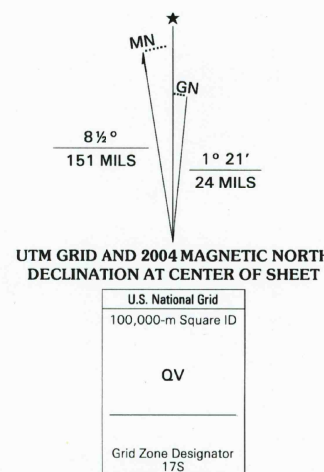 ★
MN
GN
8½°
151 MILS
1° 21'
24 MILS
UTM GRID AND 2004 MAGNETIC NORTH
DECLINATION AT CENTER OF SHEET
U.S. National Grid
100,000-m Square ID
QV
Grid Zone Designator
17S